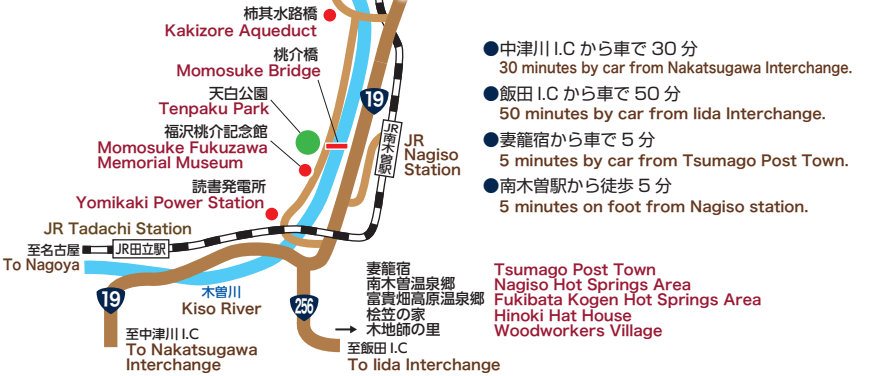 柿其水路橋
Kakizore Aqueduct
桃介橋
Momosuke Bridge
天白公園
Tenpaku Park
福沢桃介記念館
Momosuke Fukuzawa
Memorial Museum
読書発電所
Yomikaki Power Station
JR Tadachi Station
至名古屋
JR田立駅
To Nagoya
19
木曽川
Kiso River
至中津川 I.C
To Nakatsugawa
Interchange
19
JR南木曽駅
JR
Nagiso
Station
256
至飯田 I.C
To Iida Interchange
●中津川 I.C から車で 30 分
30 minutes by car from Nakatsugawa Interchange.
●飯田 I.C から車で 50 分
50 minutes by car from Iida Interchange.
●妻籠宿から車で 5 分
5 minutes by car from Tsumago Post Town.
●南木曽駅から徒歩 5 分
5 minutes on foot from Nagiso station.
妻籠宿 Tsumago Post Town
南木曽温泉郷 Nagiso Hot Springs Area
富貴畑高原温泉郷 Fukibata Kogen Hot Springs Area
桧笠の家 Hinoki Hat House
→ 木地師の里 Woodworkers Village